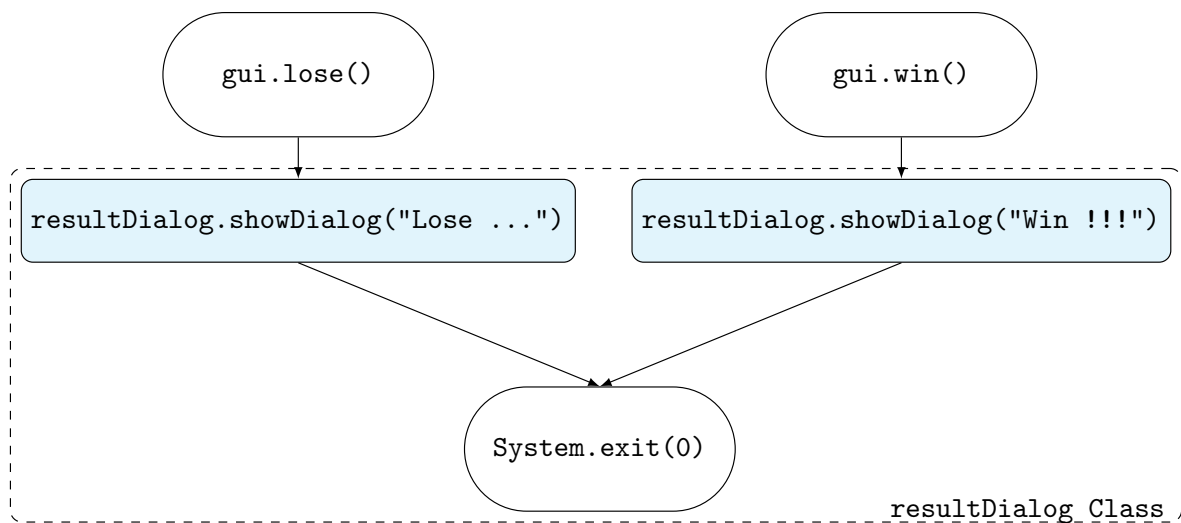 gui.lose()
gui.win()
resultDialog.showDialog("Lose ...")
resultDialog.showDialog("Win !!!")
System.exit(0)
resultDialog Class